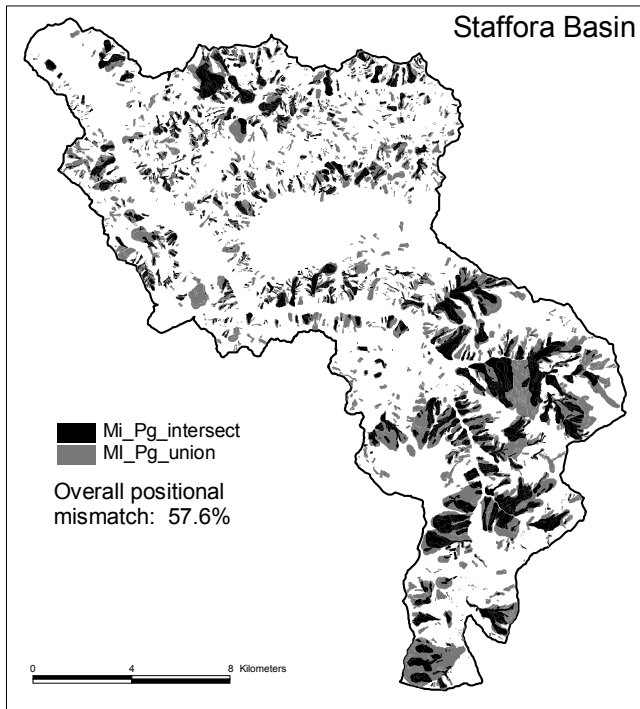 Staffora Basin
Mi_Pg_intersect
MI_Pg_union
Overall positional
mismatch: 57.6%
0 4 8 Kilometers